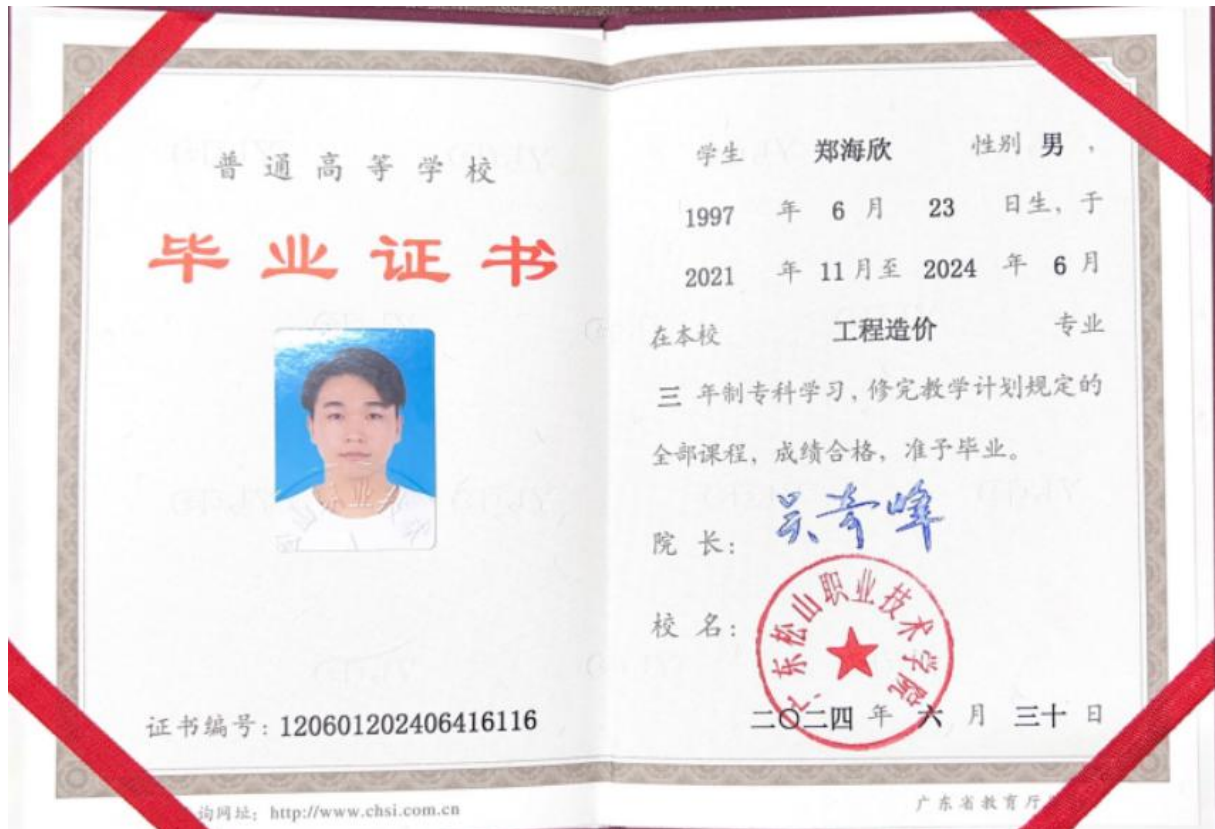 普通高等学校
毕业证书
证书编号：120601202406416116
询网址：http://www.chsi.com.cn
学生 郑海欣 性别 男，
1997 年 6 月 23 日生，于
2021 年 11 月至 2024 年 6 月
在本校 工程造价 专业
三 年制专科学习，修完教学计划规定的
全部课程，成绩合格，准予毕业。
院 长：吴奇峰
校 名：
广东松山职业技术学院
二〇二四 年 六 月 三十 日
广东省教育厅